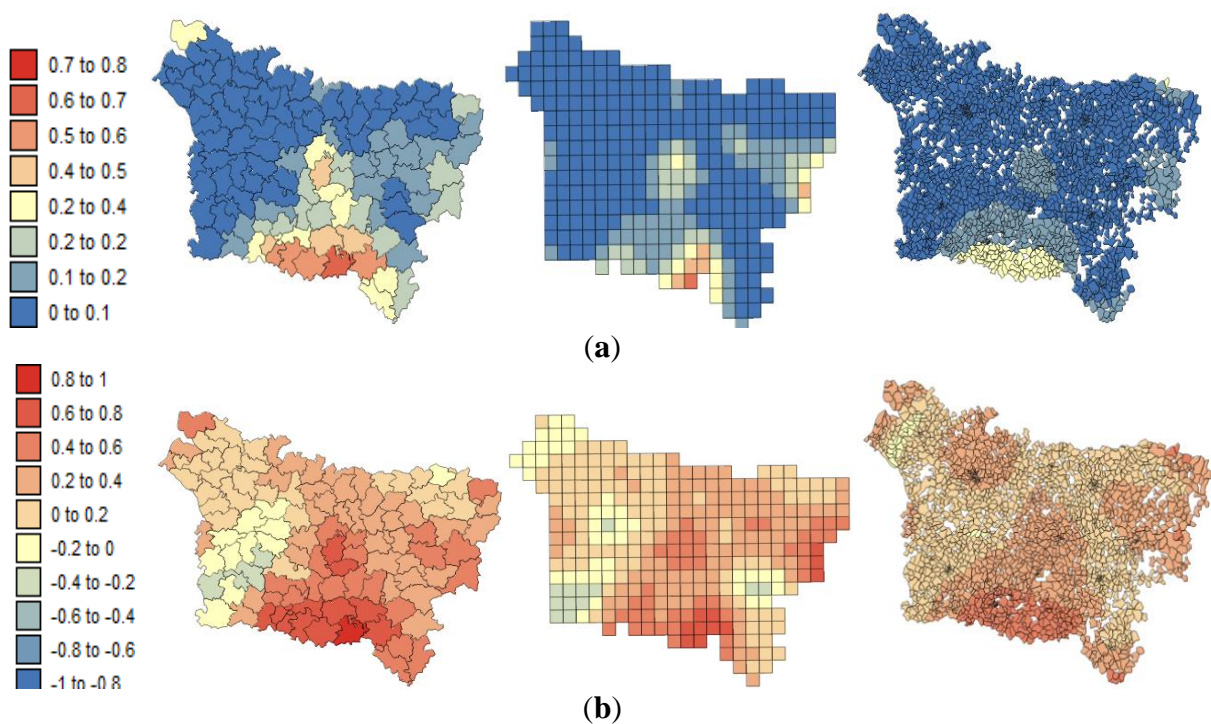 0.7 to 0.8
0.6 to 0.7
0.5 to 0.6
0.4 to 0.5
0.2 to 0.4
0.2 to 0.2
0.1 to 0.2
0 to 0.1
(a)
0.8 to 1
0.6 to 0.8
0.4 to 0.6
0.2 to 0.4
0 to 0.2
-0.2 to 0
-0.4 to -0.2
-0.6 to -0.4
-0.8 to -0.6
-1 to -0.8
(b)